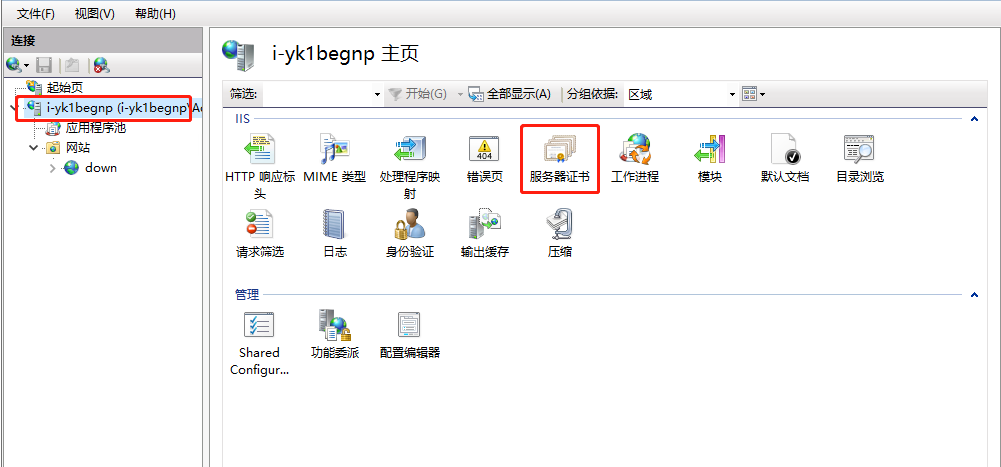 文件(F) 视图(V) 帮助(H)
连接
起始页
i-yk1begnp (i-yk1begnp\Ad
应用程序池
网站
down
i-yk1begnp 主页
筛选: 开始(G) 全部显示(A) 分组依据: 区域
IIS
HTTP 响应标头
MIME 类型
处理程序映射
错误页
404
服务器证书
工作进程
模块
默认文档
目录浏览
请求筛选
日志
身份验证
输出缓存
压缩
管理
Shared
Configur...
功能委派
配置编辑器